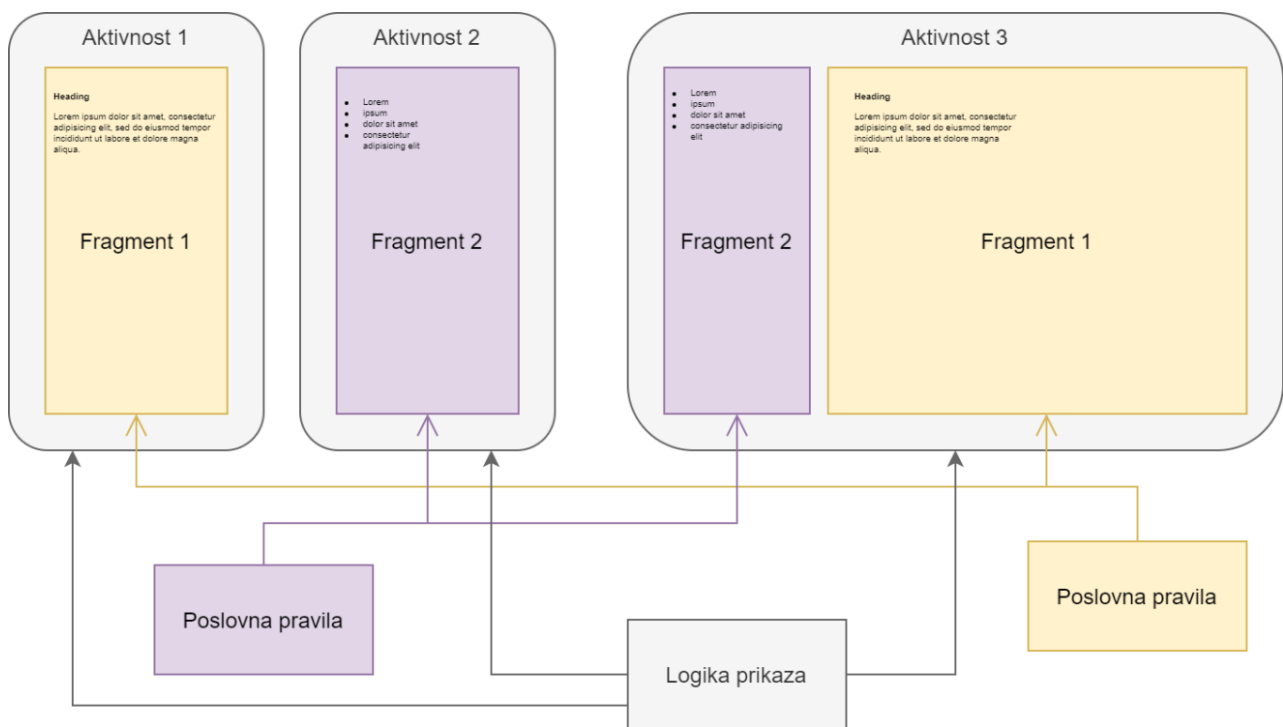 Aktivnost 1
Heading
Lorem ipsum dolor sit amet, consectetur
adipisicing elit, sed do eiusmod tempor
incididunt ut labore et dolore magna
aliqua.
Fragment 1
Aktivnost 2
Lorem
ipsum
dolor sit amet
consectetur
adipisicing elit
Fragment 2
Aktivnost 3
Lorem
ipsum
dolor sit amet
consectetur adipisicing
elit
Fragment 2
Heading
Lorem ipsum dolor sit amet, consectetur
adipisicing elit, sed do eiusmod tempor
incididunt ut labore et dolore magna
aliqua.
Fragment 1
Poslovna pravila
Logika prikaza
Poslovna pravila